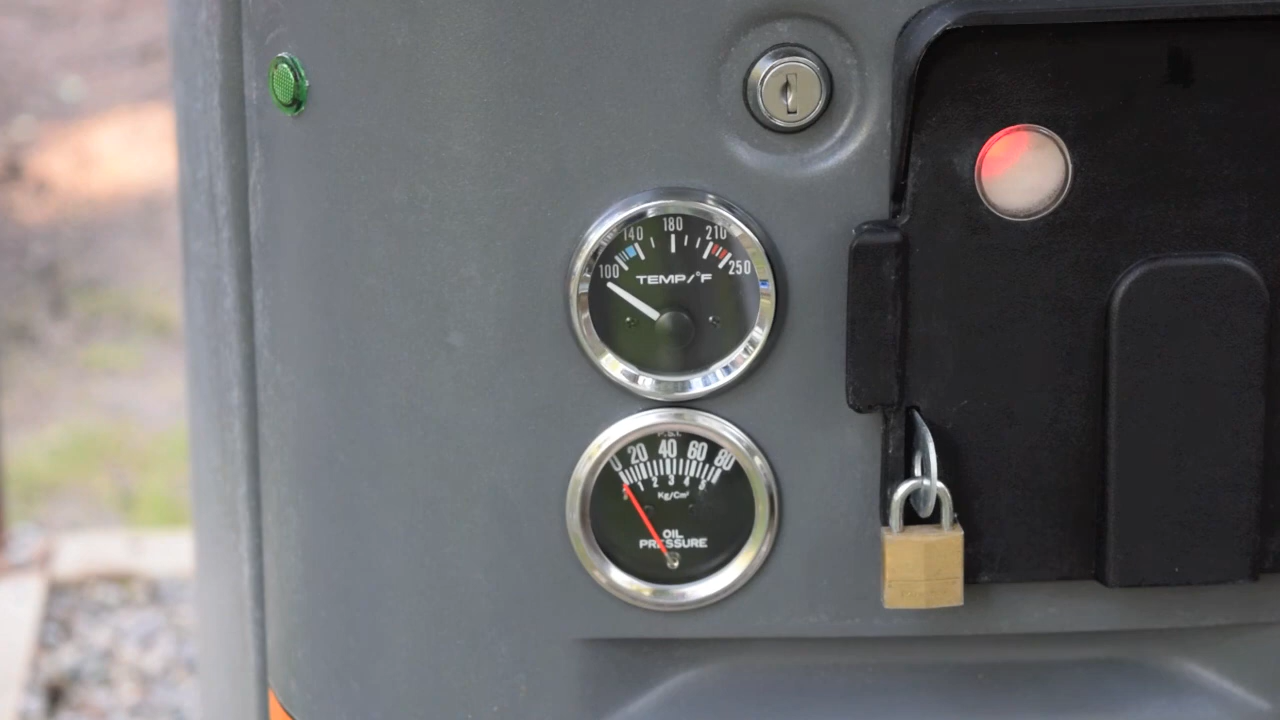 100 140 180 210 250
TEMP/°F
P.S.I.
0 20 40 60 80
1 2 3 4 5
Kg/Cm²
OIL
PRESSURE